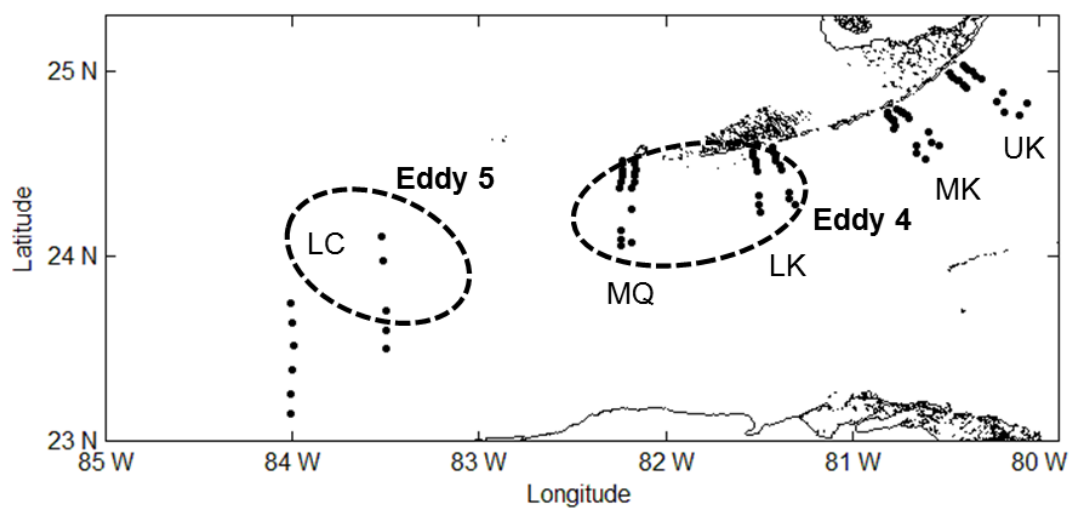 25 N
UK
MK
Eddy 5
Eddy 4
LC
24 N
LK
MQ
23 N
Latitude
85 W 84 W 83 W 82 W 81 W 80 W
Longitude